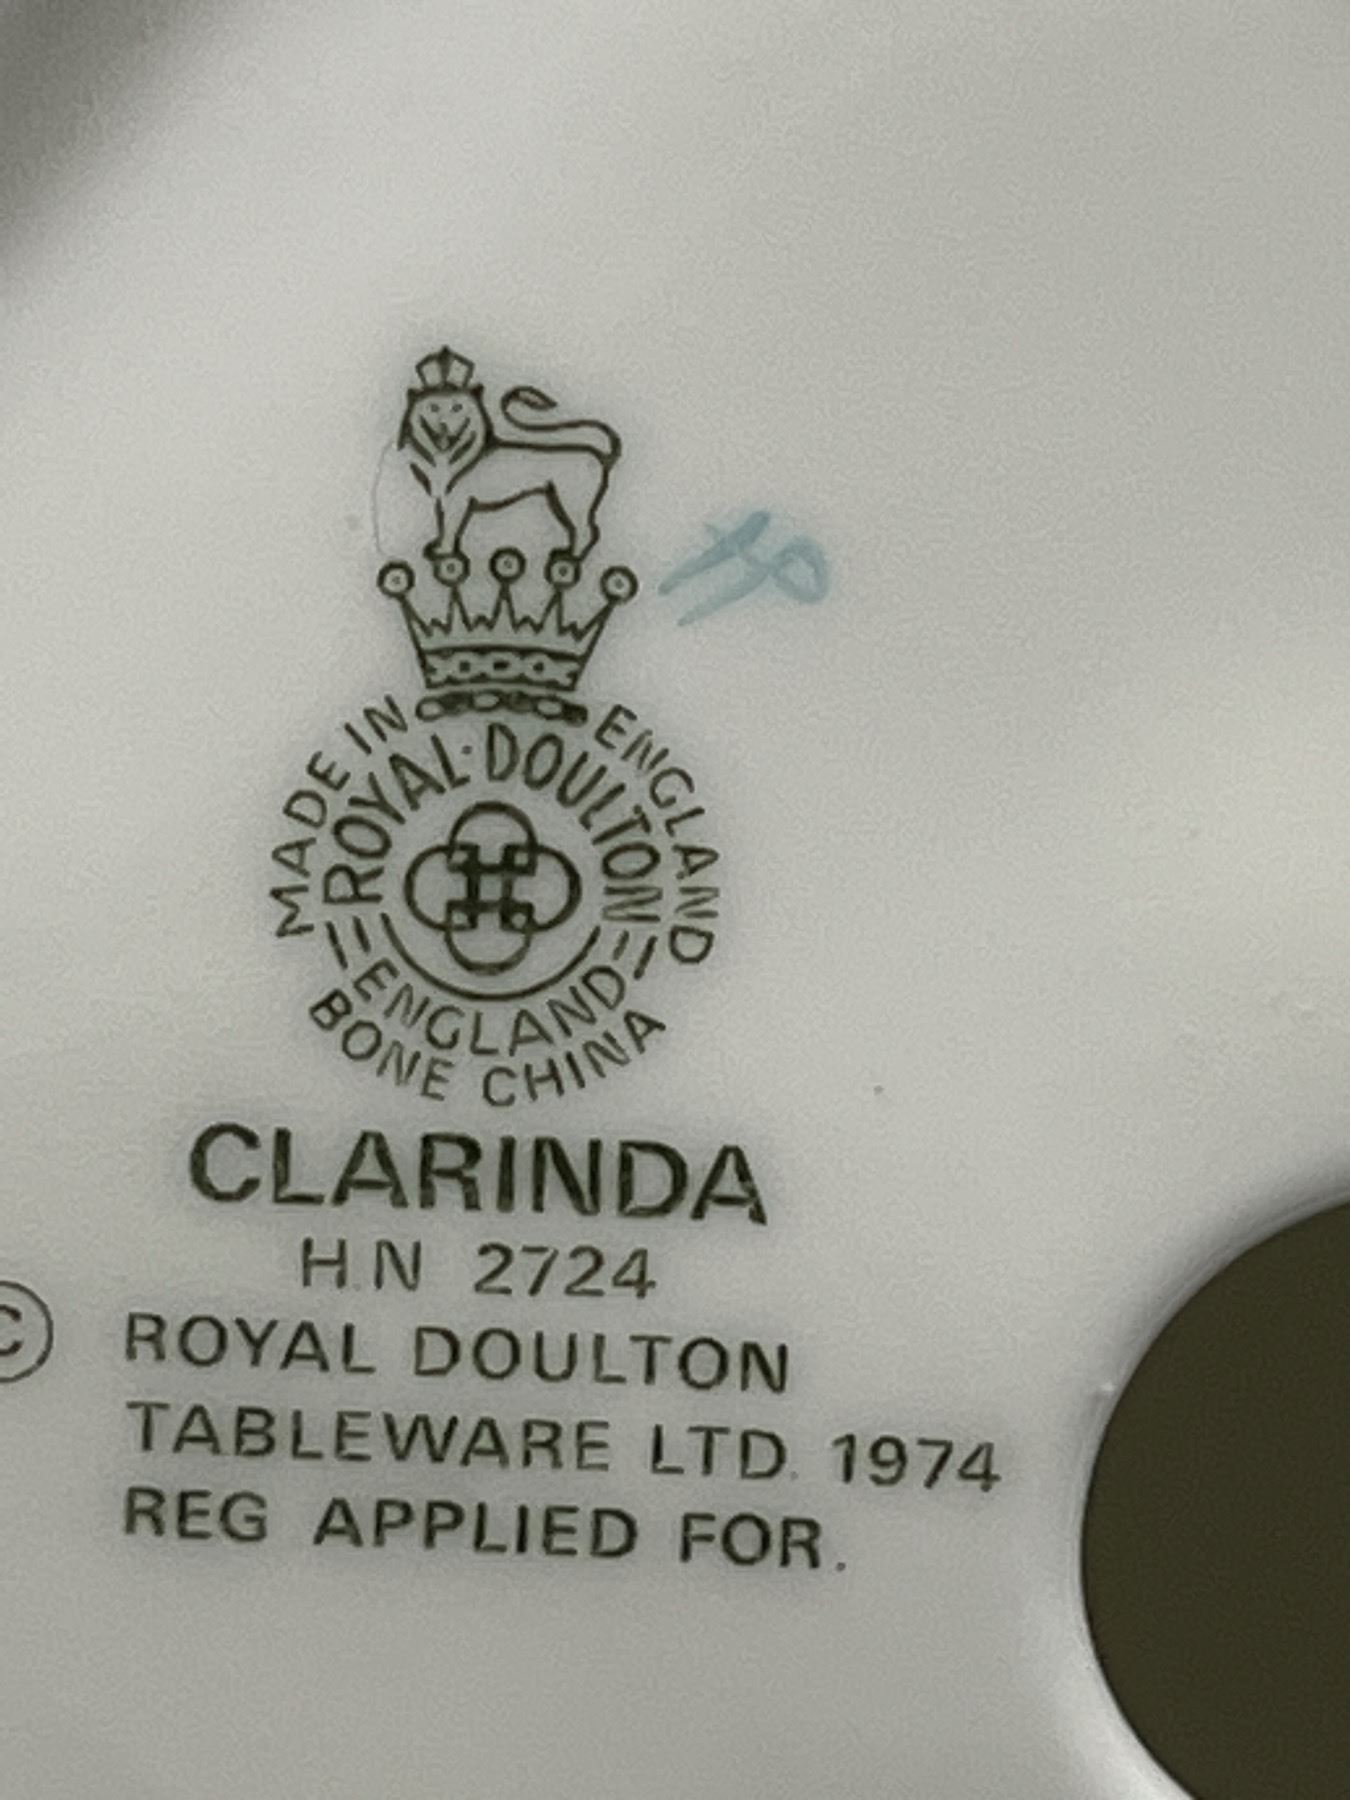 MADE IN ENGLAND
ROYAL·DOULTON
ENGLAND
BONE CHINA
CLARINDA
H.N 2724
© ROYAL DOULTON
TABLEWARE LTD. 1974
REG APPLIED FOR.